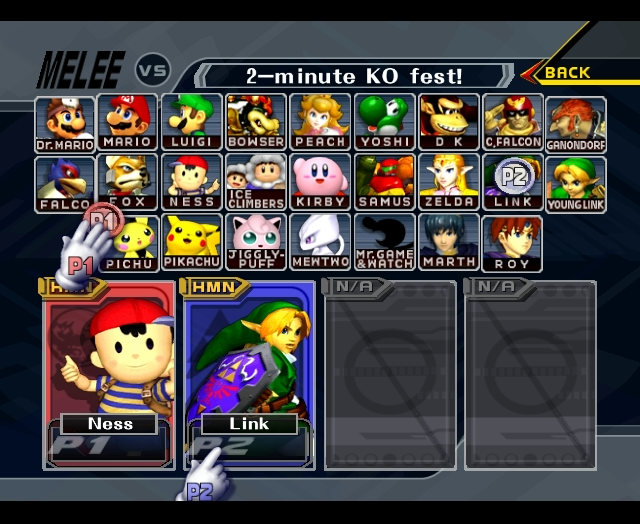 MELEE VS 2-minute KO fest! BACK
DR.MARIO MARIO LUIGI BOWSER PEACH YOSHI D K C.FALCON GANONDORF
FALCO FOX NESS ICE CLIMBERS KIRBY SAMUS ZELDA LINK YOUNG LINK
P2
P1
PICHU PIKACHU JIGGLY-PUFF MEWTWO Mr.GAME &WATCH MARTH ROY
P1
HMN HMN N/A N/A
Ness Link
P1 P2
P2